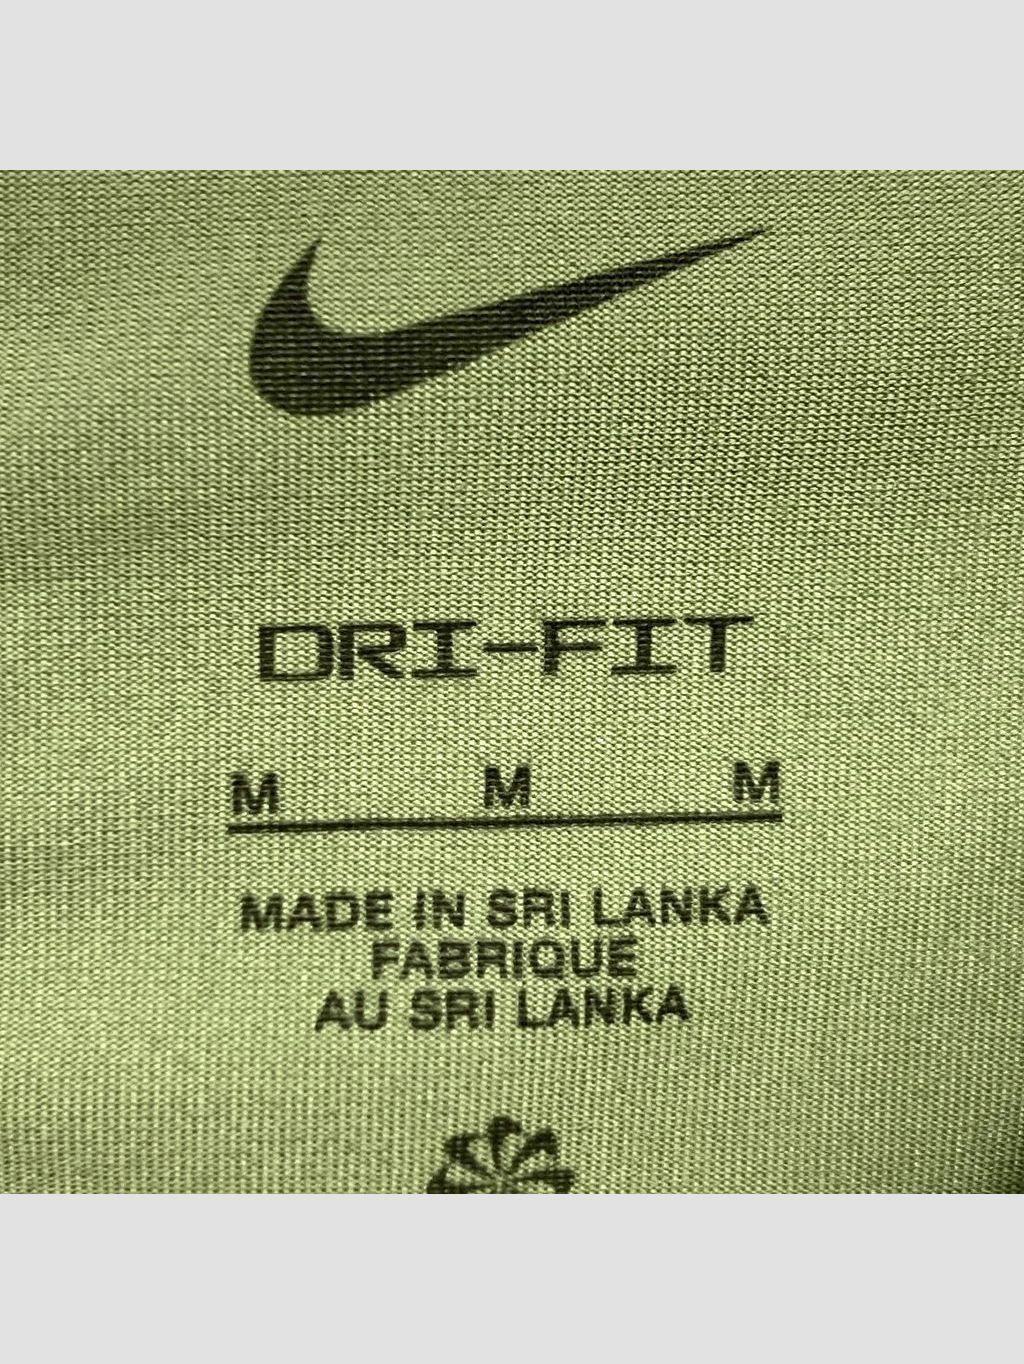 DRI-FIT
M M M
MADE IN SRI LANKA
FABRIQUE
AU SRI LANKA